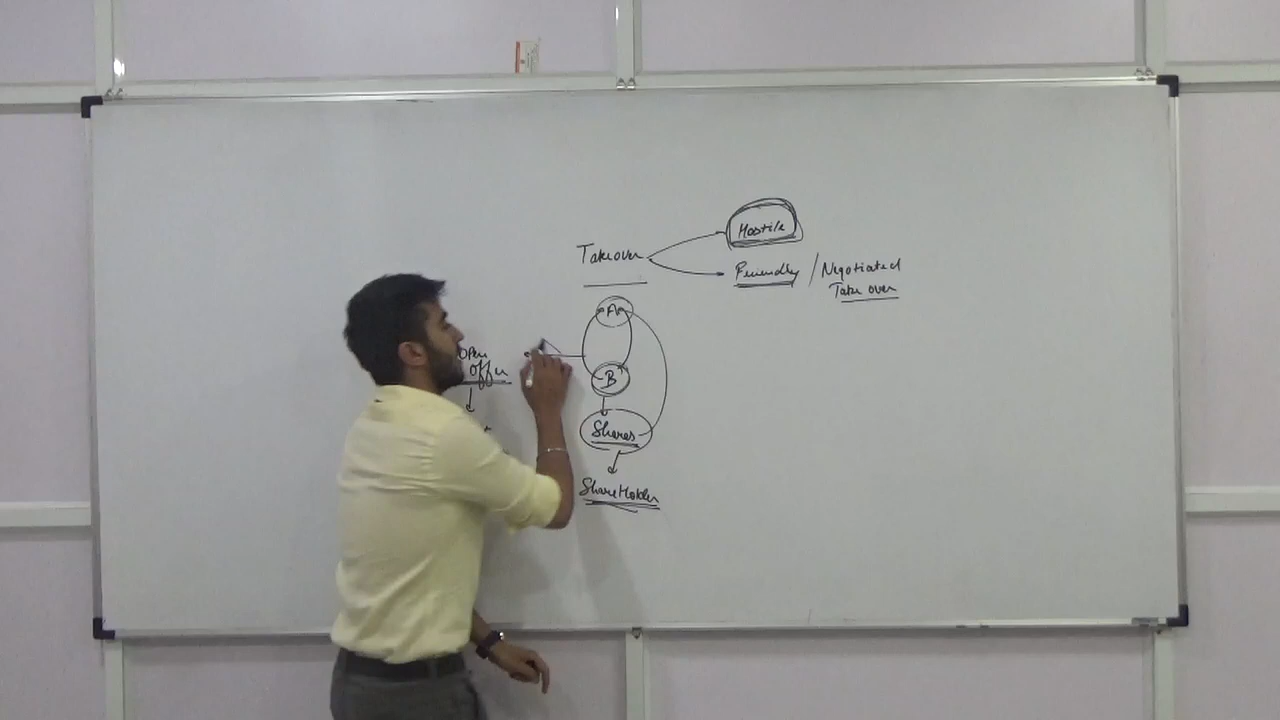 Hostile
Takeover
Friendly / Negotiated
Take over
A
Open
offer
B
Shares
ShareHolder